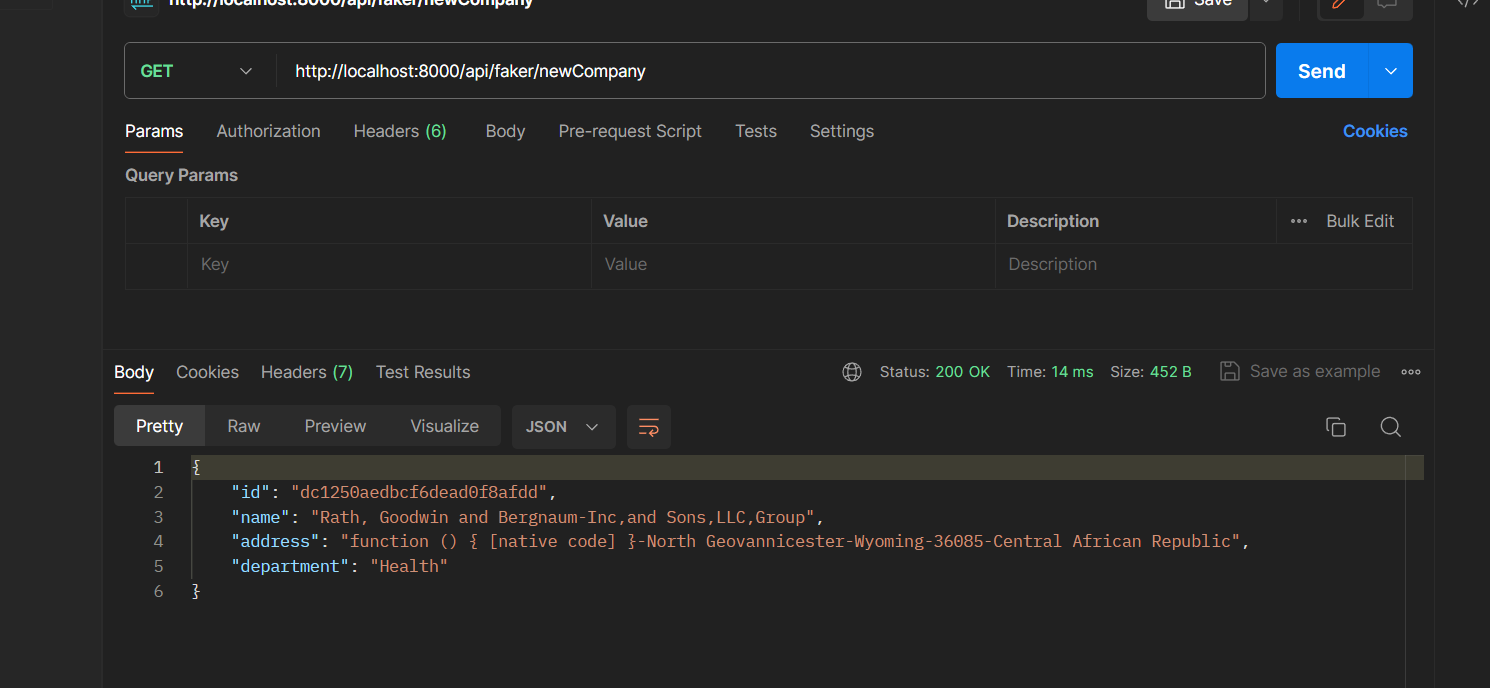 http://localhost:8000/api/faker/newCompany
Save
GET http://localhost:8000/api/faker/newCompany Send
Params Authorization Headers (6) Body Pre-request Script Tests Settings Cookies
Query Params
Key Value Description Bulk Edit
Key Value Description
Body Cookies Headers (7) Test Results Status: 200 OK Time: 14 ms Size: 452 B Save as example
Pretty Raw Preview Visualize JSON
1 {
2 "id": "dc1250aedbcf6dead0f8afdd",
3 "name": "Rath, Goodwin and Bergnaum-Inc,and Sons,LLC,Group",
4 "address": "function () { [native code] }-North Geovannicester-Wyoming-36085-Central African Republic",
5 "department": "Health"
6 }